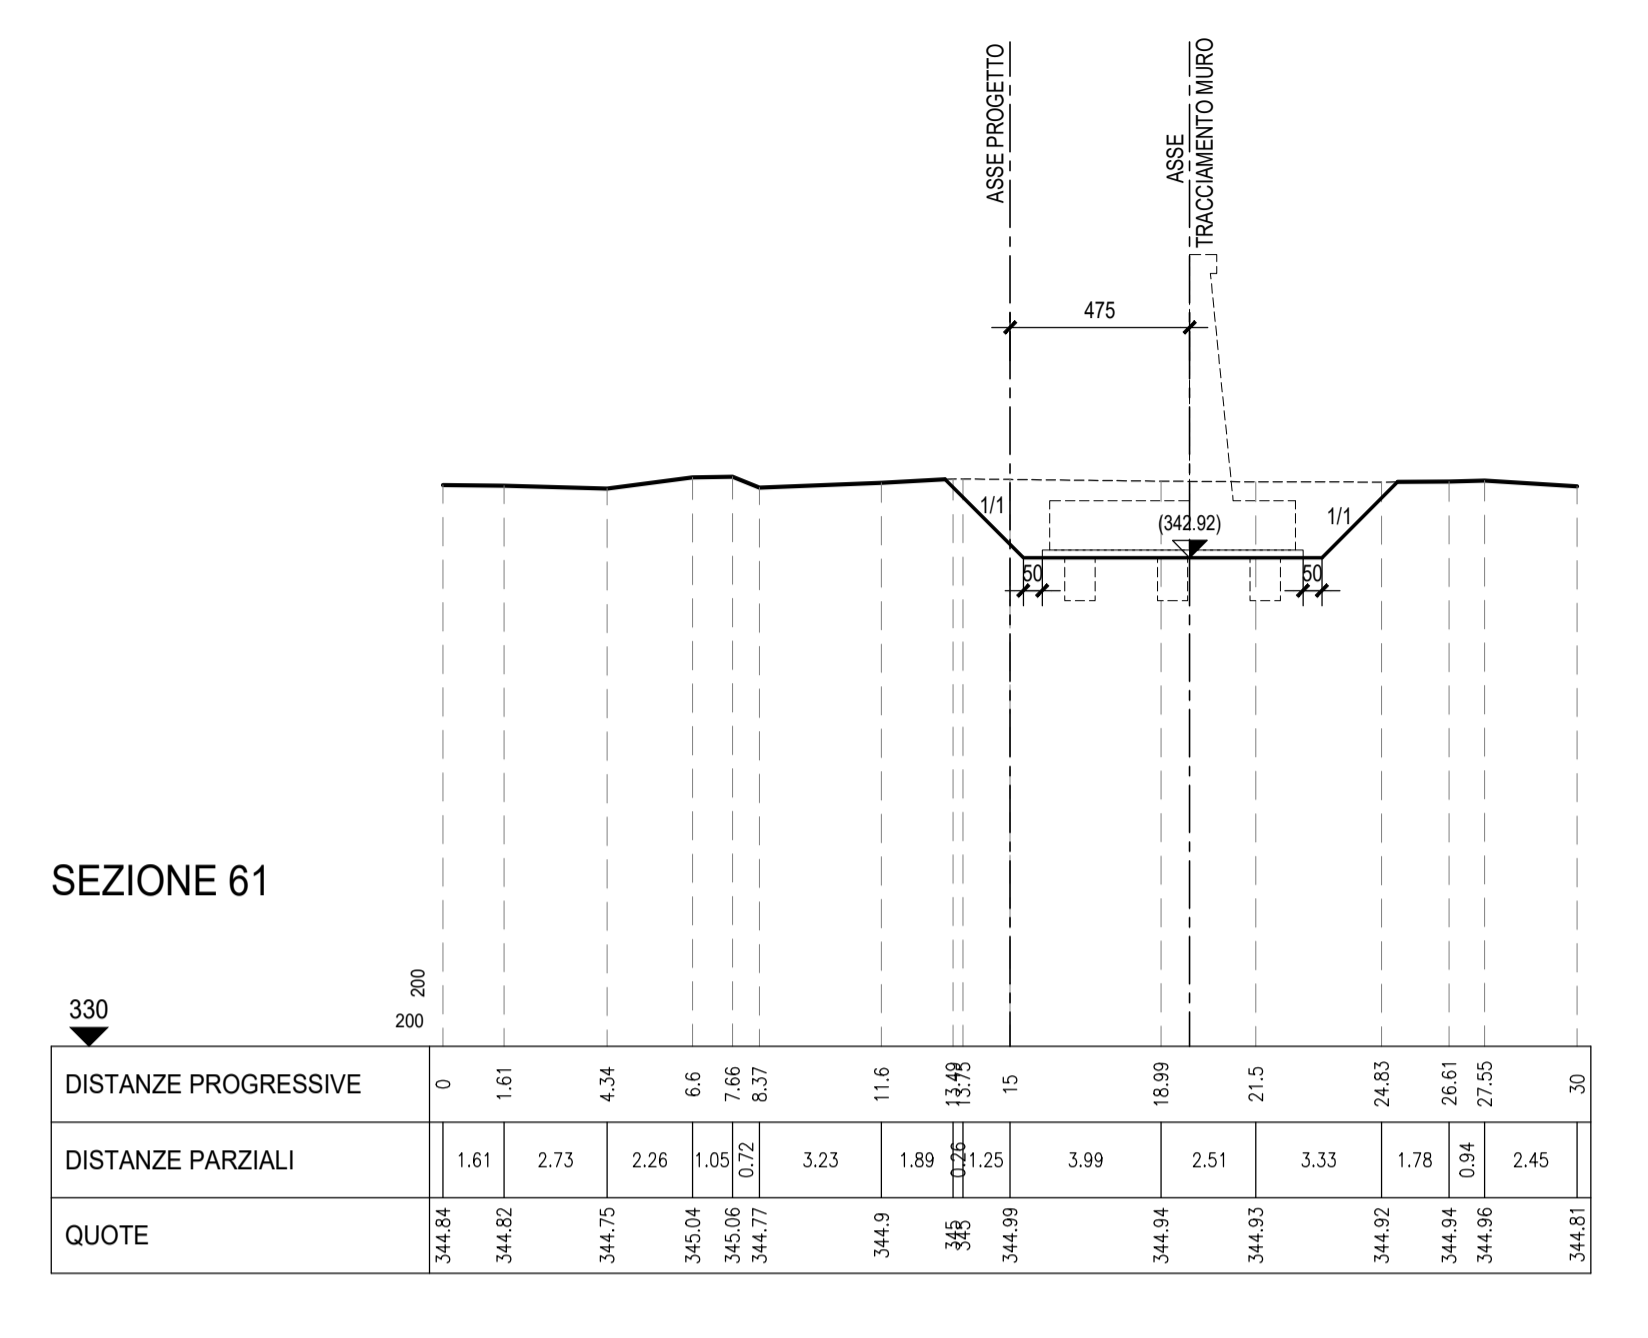 ASSE PROGETTO
ASSE
TRACCIAMENTO MURO
475
1/1
(342.92)
1/1
50
50
SEZIONE 61
200
200
330
DISTANZE PROGRESSIVE 0 1.61 4.34 6.6 7.66 8.37 11.6 13.49 13.75 15 18.99 21.5 24.83 26.61 27.55 30
DISTANZE PARZIALI 1.61 2.73 2.26 1.05 0.72 3.23 1.89 0.26 1.25 3.99 2.51 3.33 1.78 0.94 2.45
QUOTE 344.84 344.82 344.75 345.04 345.06 344.77 344.9 345 345 344.99 344.94 344.93 344.92 344.94 344.96 344.81